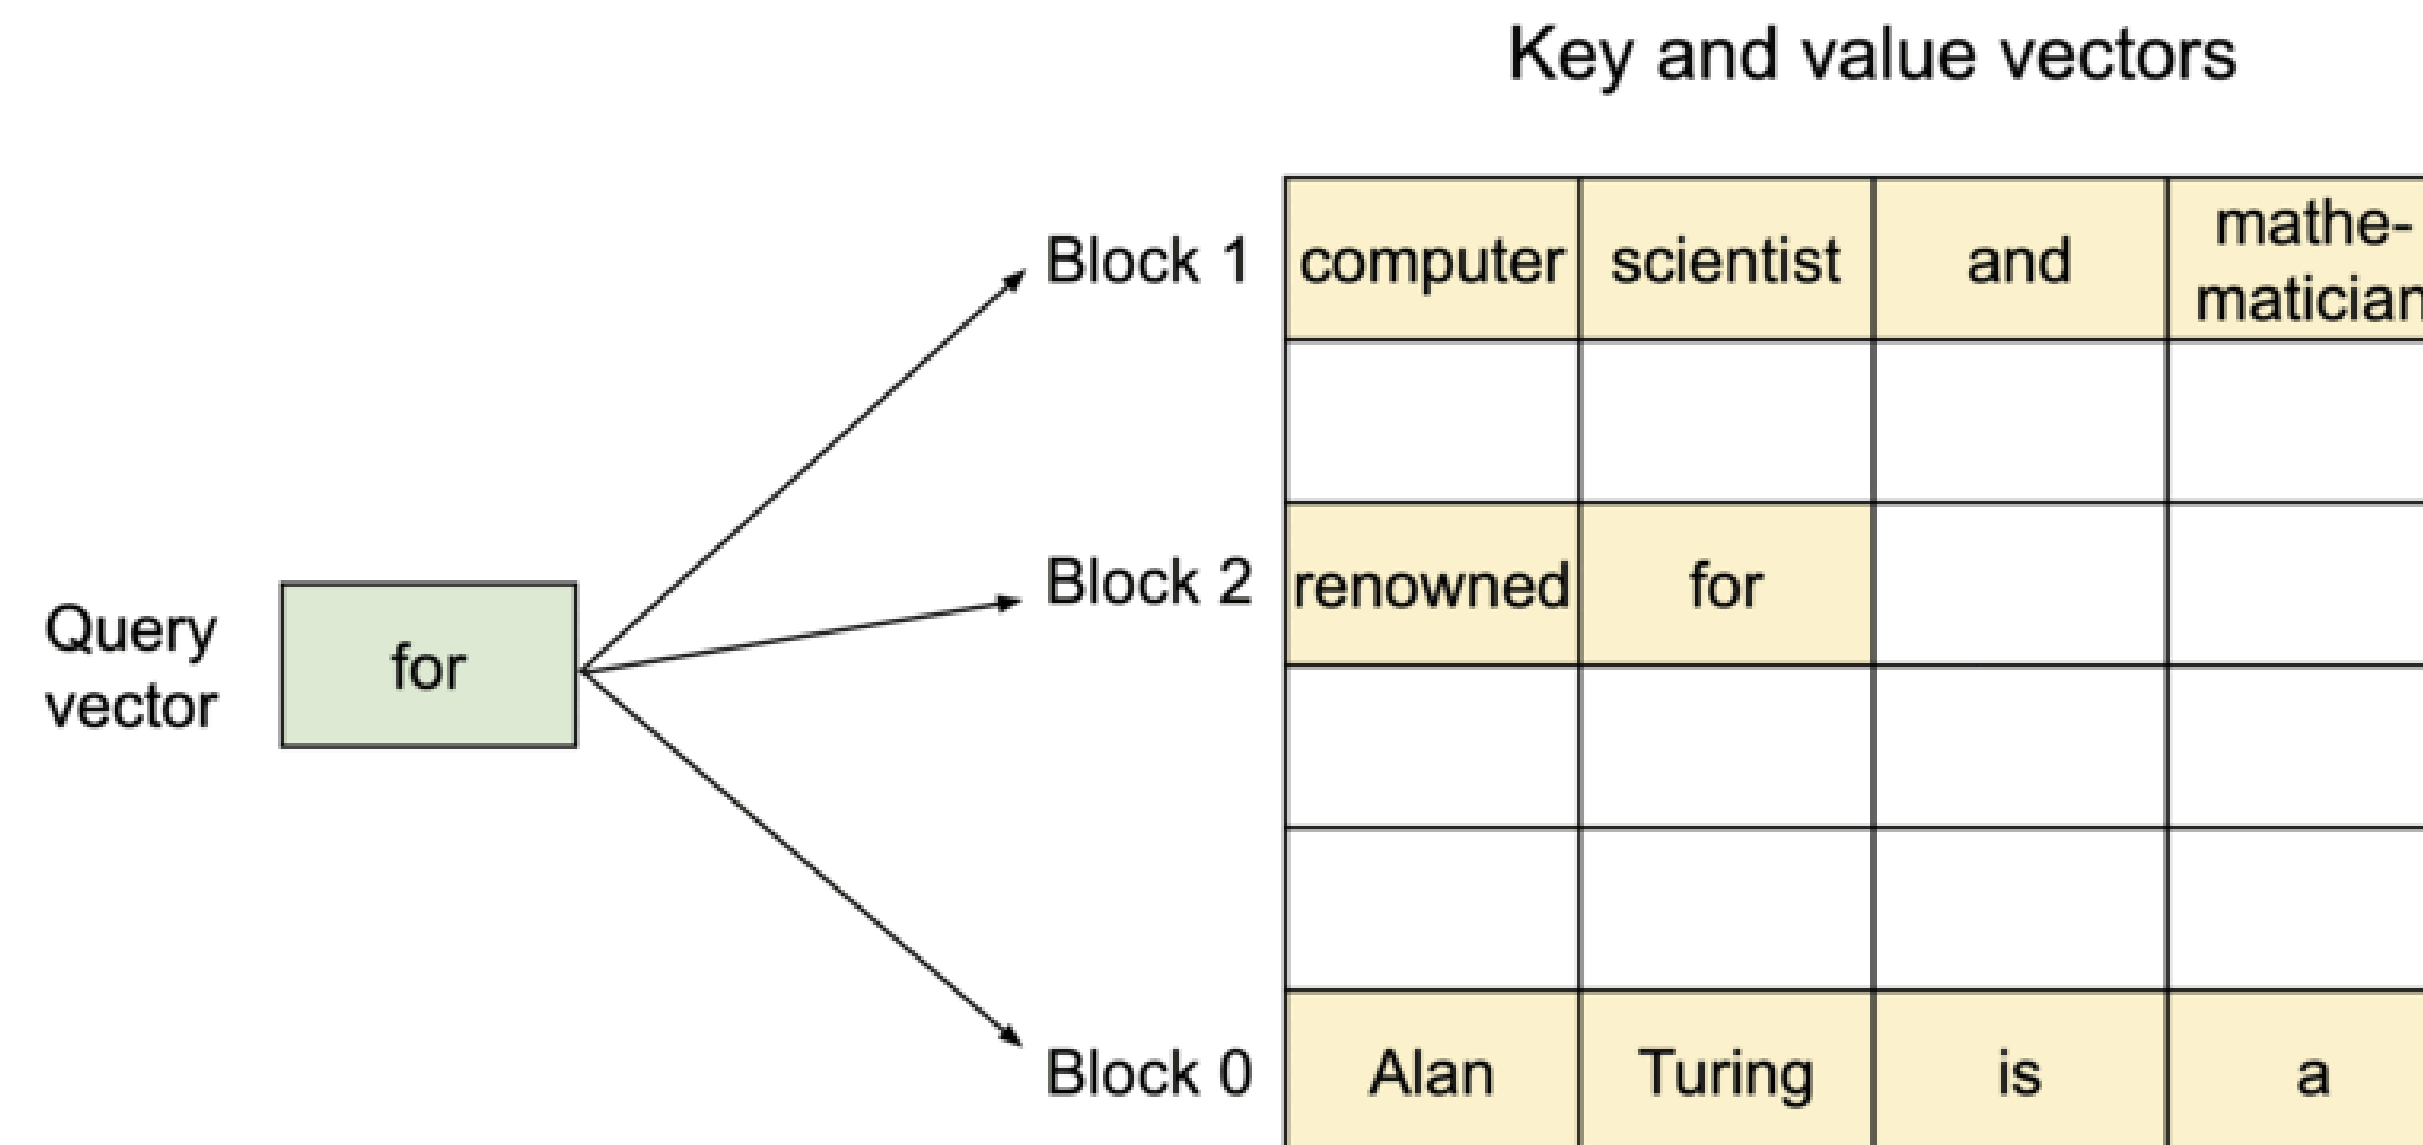 Key and value vectors
Block 1 computer scientist and mathe-
matician
Block 2 renowned for
Query
vector
for
Block 0 Alan Turing is a